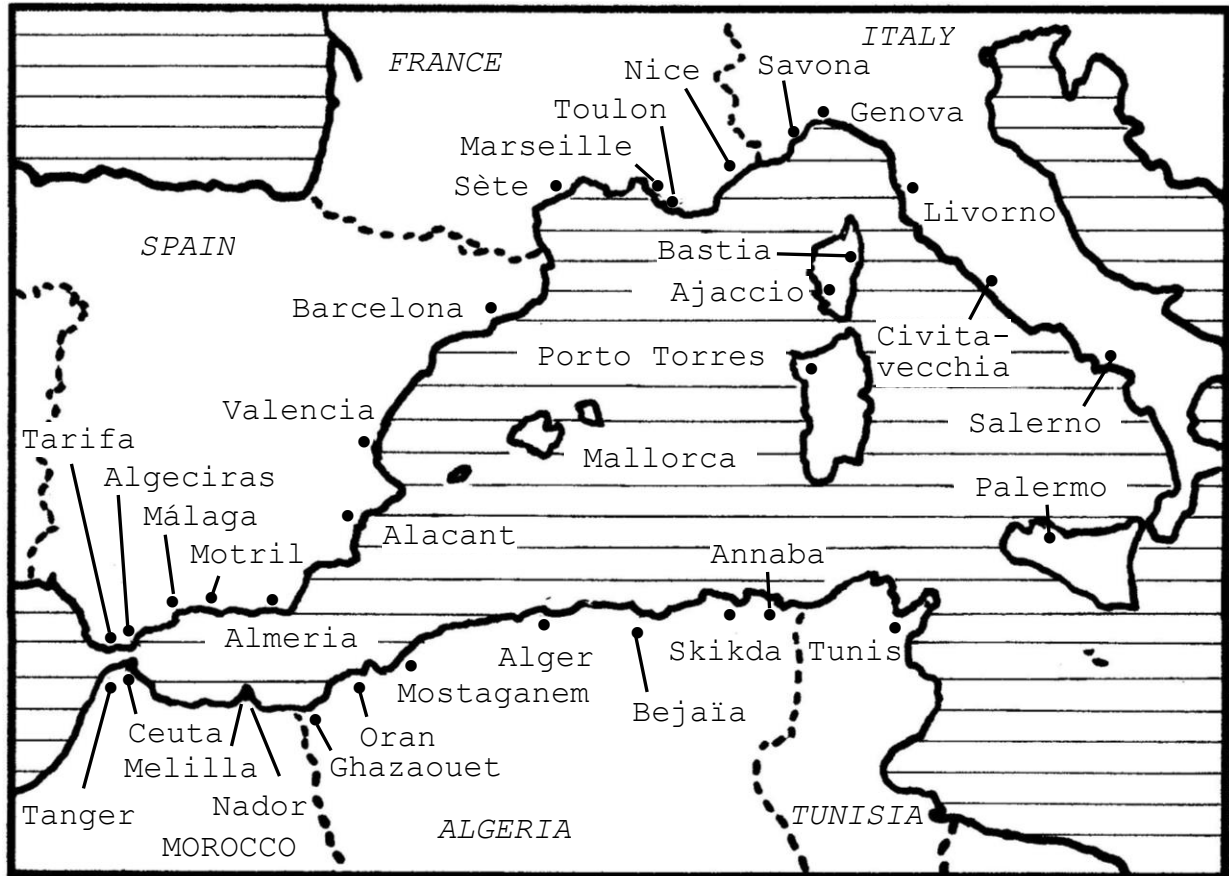 FRANCE
ITALY
Nice
Savona
Toulon
Genova
Marseille
Sète
Livorno
SPAIN
Bastia
Ajaccio
Barcelona
Civita-
vecchia
Porto Torres
Valencia
Salerno
Tarifa
Mallorca
Algeciras
Palermo
Málaga
Alacant
Motril
Annaba
Almeria
Alger
Skikda
Tunis
Mostaganem
Bejaïa
Ceuta
Oran
Melilla
Ghazaouet
Tanger
Nador
ALGERIA
TUNISIA
MOROCCO